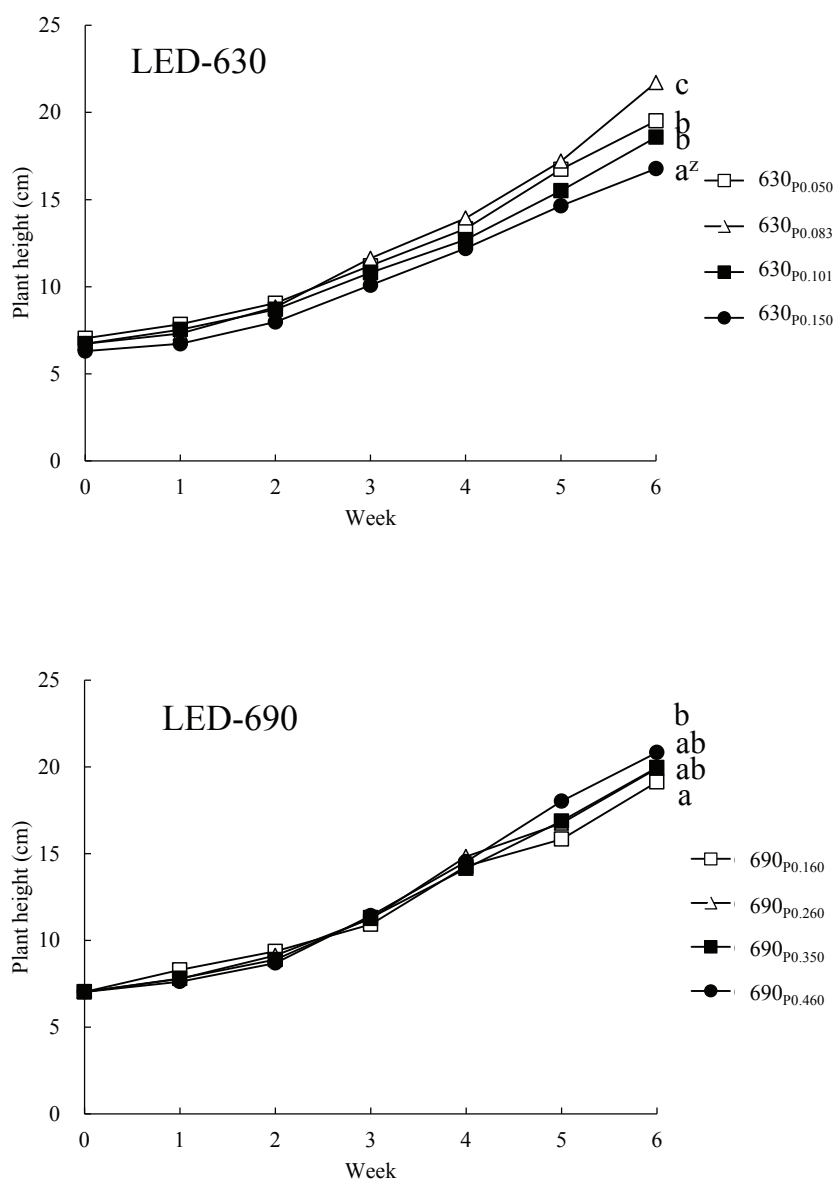 25
LED-630
20
15
10
5
0
Plant height (cm)
0 1 2 3 4 5 6
Week
c
b
b
aᶻ
630P0.050
630P0.083
630P0.101
630P0.150
25
LED-690
20
15
10
5
0
Plant height (cm)
0 1 2 3 4 5 6
Week
b
ab
ab
a
690P0.160
690P0.260
690P0.350
690P0.460